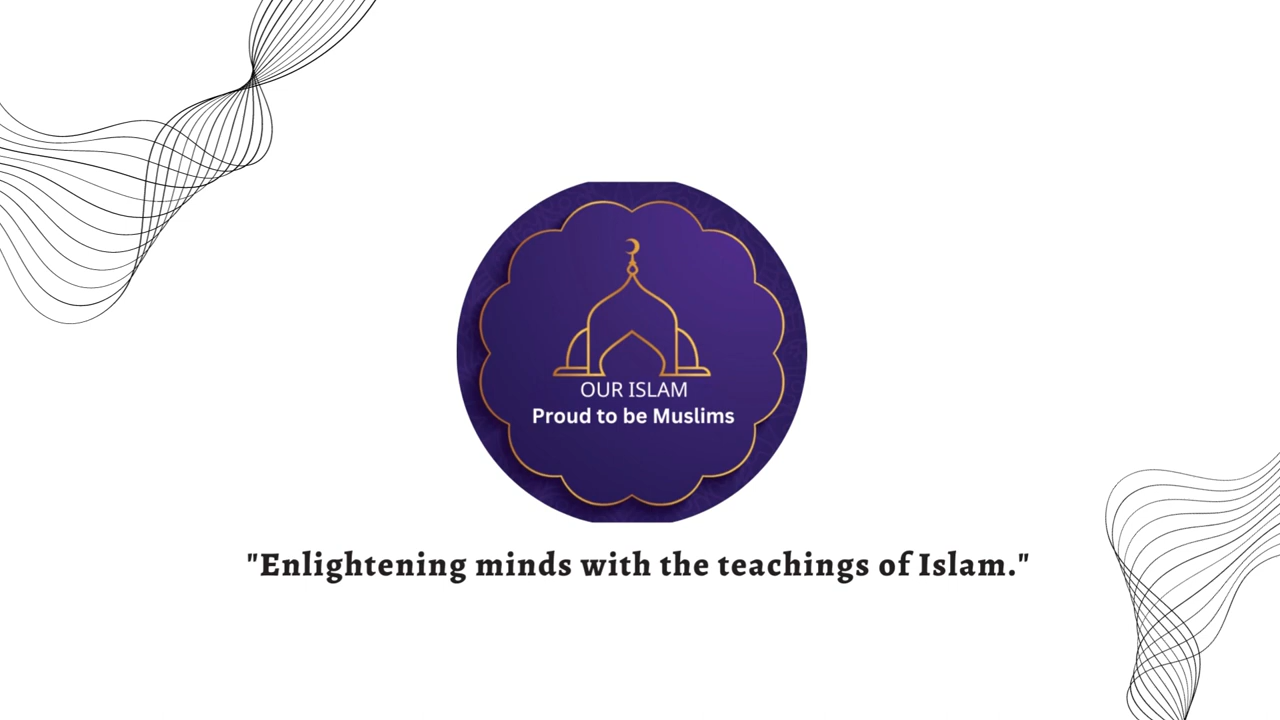 OUR ISLAM
Proud to be Muslims
"Enlightening minds with the teachings of Islam."